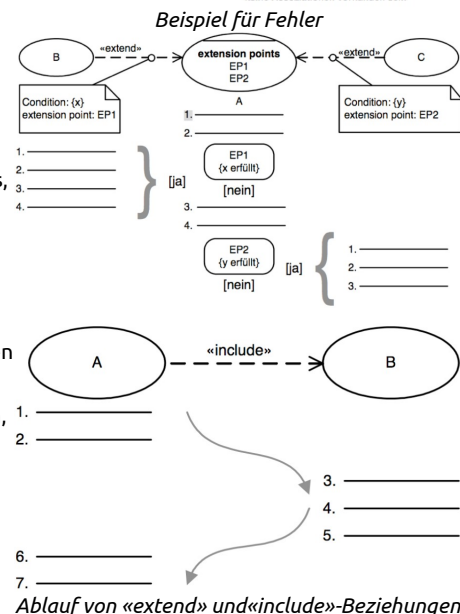 Beispiel für Fehler
«extend»
«extend»
B
extension points
EP1
EP2
C
A
Condition: {x}
extension point: EP1
Condition: {y}
extension point: EP2
1.
2.
EP1
{x erfüllt}
[nein]
1.
2.
3.
4.
[ja]
s,
3.
4.
EP2
{y erfüllt}
[nein]
[ja]
1.
2.
3.
n
A
«include»
B
,
1.
2.
3.
4.
5.
6.
7.
Ablauf von «extend» und«include»-Beziehungen